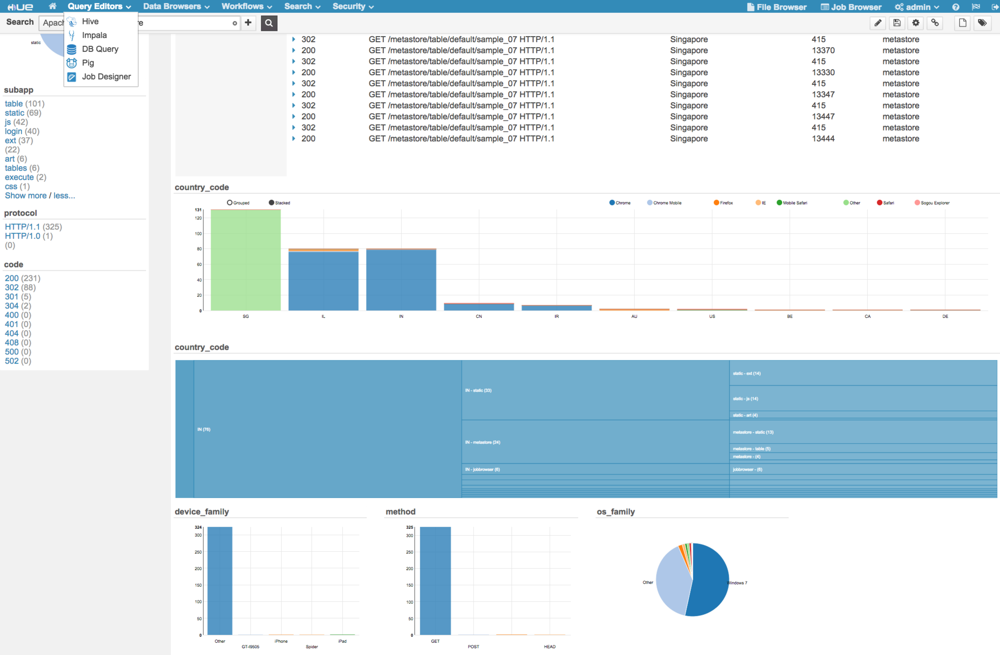 HUE Query Editors Data Browsers Workflows Search Security File Browser Job Browser admin
Search Apach re
Hive
Impala
DB Query
Pig
Job Designer
static
subapp
table (101)
static (69)
js (42)
login (40)
ext (37)
(22)
art (6)
tables (6)
execute (2)
css (1)
Show more / less...
protocol
HTTP/1.1 (325)
HTTP/1.0 (1)
(0)
code
200 (231)
302 (88)
301 (5)
304 (2)
400 (0)
401 (0)
404 (0)
408 (0)
500 (0)
502 (0)
302 GET /metastore/table/default/sample_07 HTTP/1.1 Singapore 415 metastore
200 GET /metastore/table/default/sample_07 HTTP/1.1 Singapore 13370 metastore
302 GET /metastore/table/default/sample_07 HTTP/1.1 Singapore 415 metastore
200 GET /metastore/table/default/sample_07 HTTP/1.1 Singapore 13330 metastore
302 GET /metastore/table/default/sample_07 HTTP/1.1 Singapore 415 metastore
200 GET /metastore/table/default/sample_07 HTTP/1.1 Singapore 13347 metastore
302 GET /metastore/table/default/sample_07 HTTP/1.1 Singapore 415 metastore
200 GET /metastore/table/default/sample_07 HTTP/1.1 Singapore 13447 metastore
302 GET /metastore/table/default/sample_07 HTTP/1.1 Singapore 415 metastore
200 GET /metastore/table/default/sample_07 HTTP/1.1 Singapore 13444 metastore
country_code
Grouped Stacked Chrome Chrome Mobile Firefox IE Mobile Safari Other Safari Sogou Explorer
131
120
100
80
60
40
20
0
SG IL IN CN IR AU US BE CA DE
country_code
IN (76)
IN - static (33)
IN - metastore (24)
IN - jobbrowser (6)
static - ext (14)
static - js (14)
static - art (4)
metastore - static (13)
metastore - table (5)
metastore - (4)
jobbrowser - (6)
device_family
324
300
250
200
150
100
50
0
Other GT-I9505 iPhone Spider iPad
method
325
300
250
200
150
100
50
0
GET POST HEAD
os_family
Other Windows 7